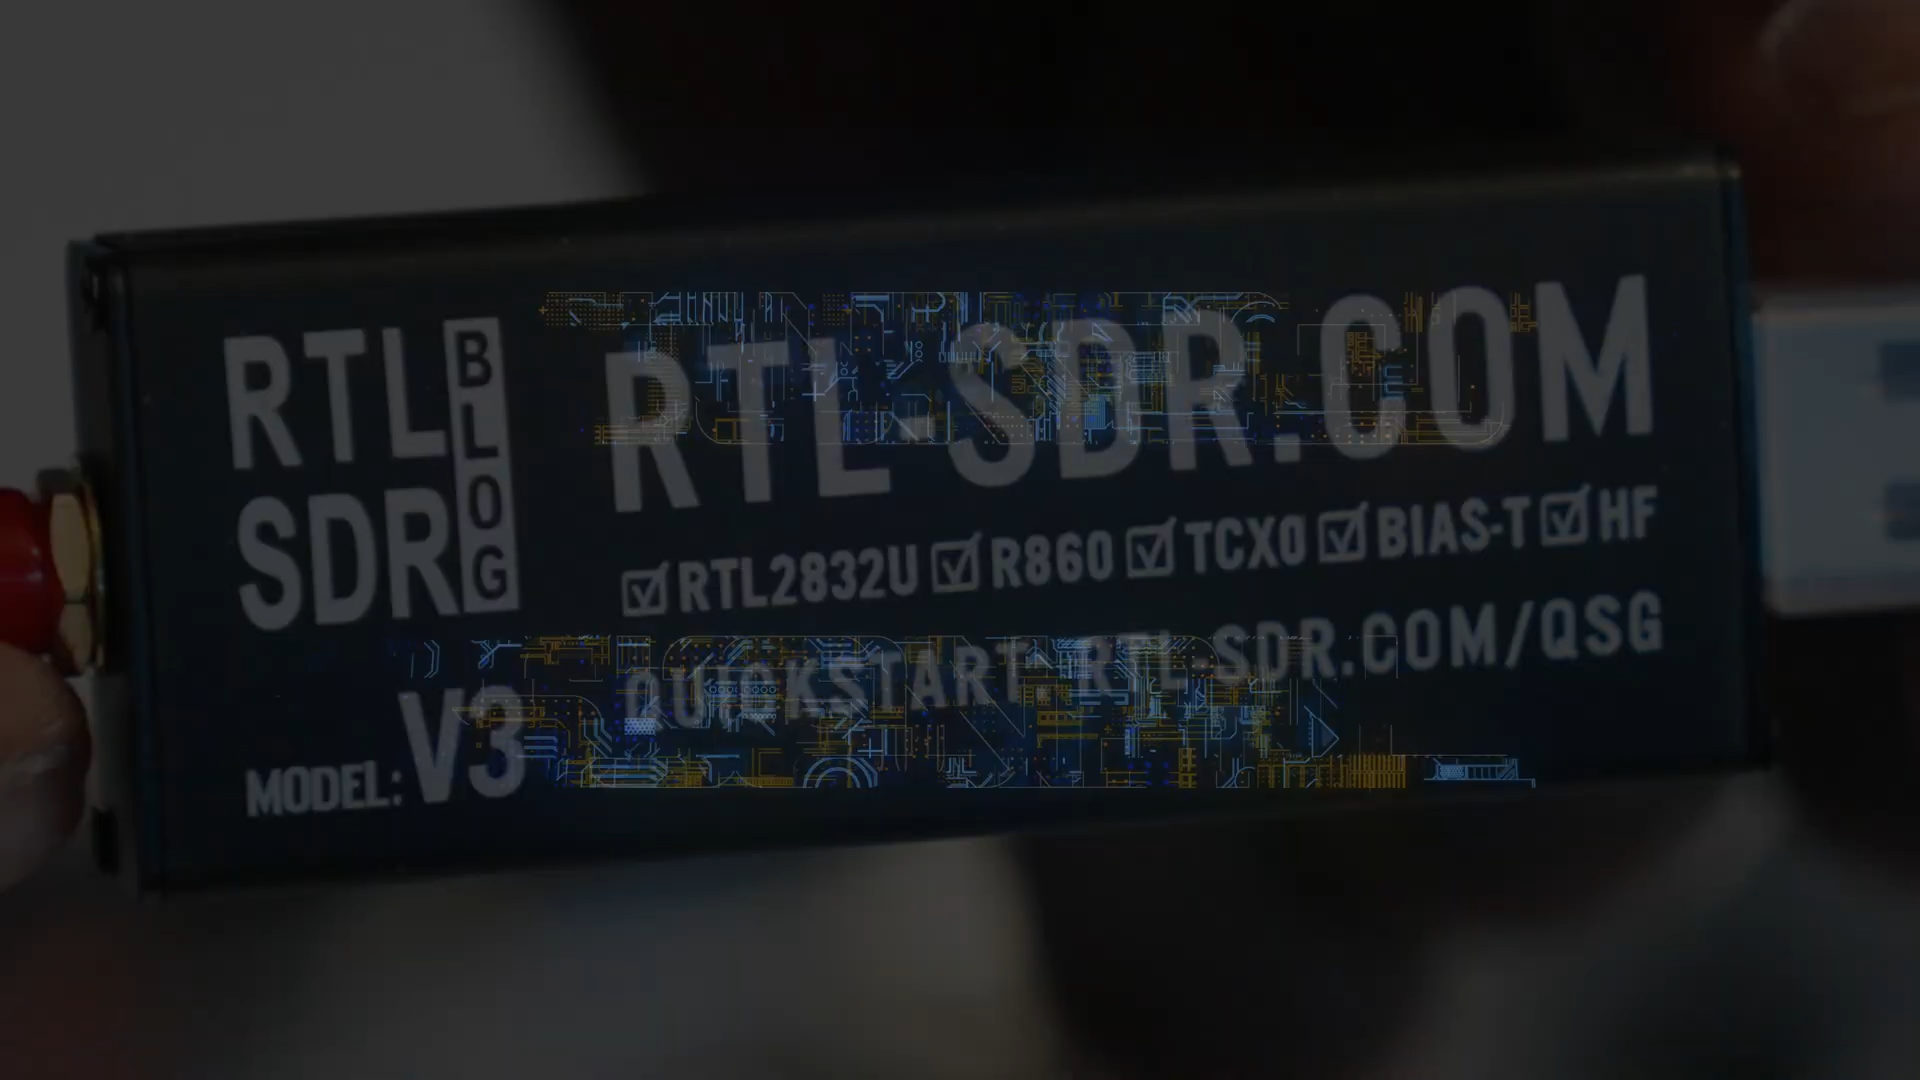 RTL BLOG
SDR
RTL-SDR.COM
☑ RTL2832U ☑ R860 ☑ TCXO ☑ BIAS-T ☑ HF
QUICKSTART RTL-SDR.COM/QSG
MODEL: V3